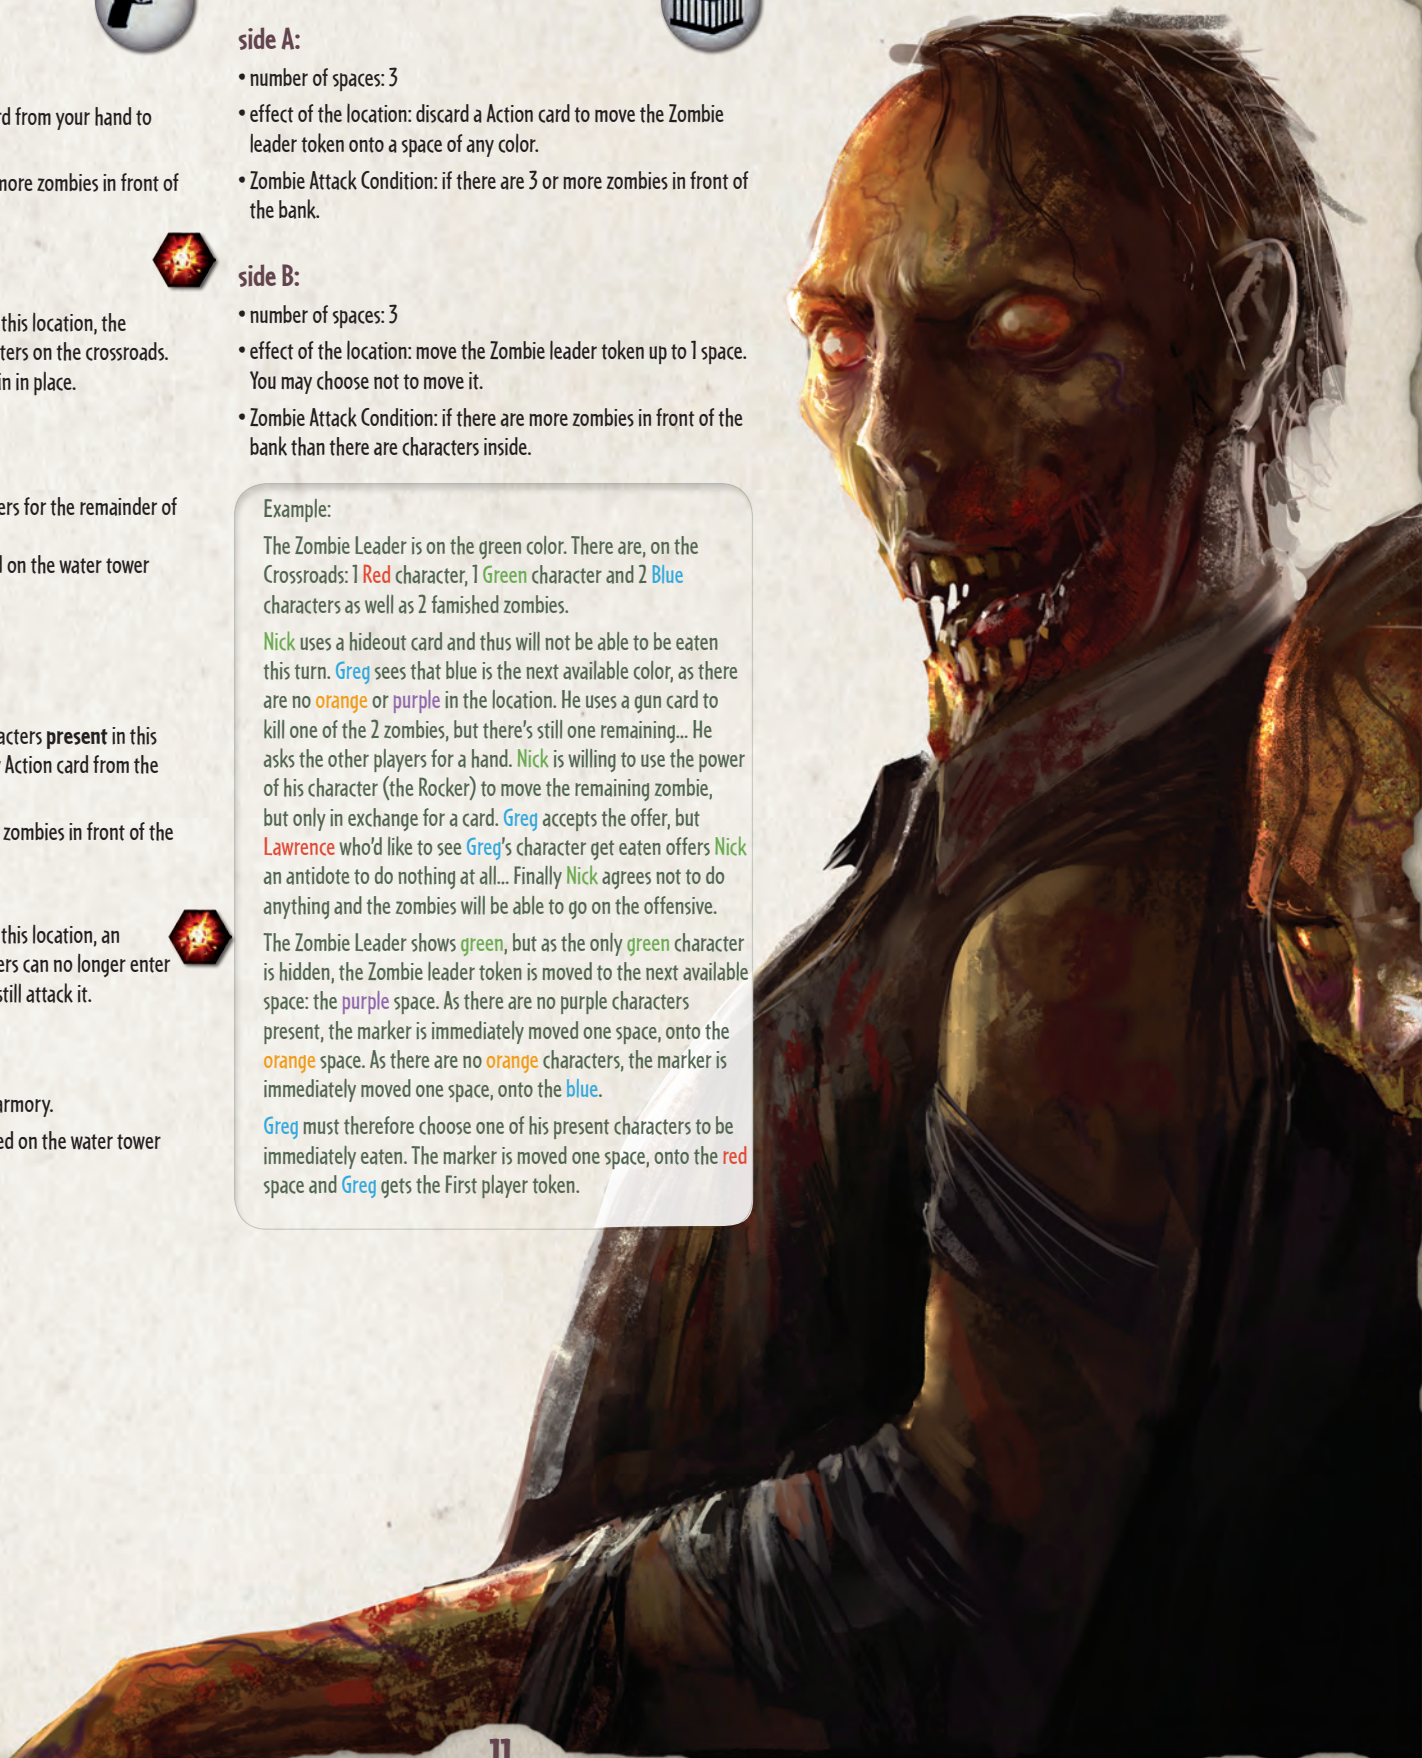 rd from your hand to
more zombies in front of
this location, the
ters on the crossroads.
in in place.
ers for the remainder of
on the water tower
acters present in this
Action card from the
zombies in front of the
this location, an
ers can no longer enter
still attack it.
armory.
ed on the water tower
side A:
• number of spaces: 3
• effect of the location: discard a Action card to move the Zombie
leader token onto a space of any color.
• Zombie Attack Condition: if there are 3 or more zombies in front of
the bank.
side B:
• number of spaces: 3
• effect of the location: move the Zombie leader token up to 1 space.
You may choose not to move it.
• Zombie Attack Condition: if there are more zombies in front of the
bank than there are characters inside.
Example:
The Zombie Leader is on the green color. There are, on the
Crossroads: 1 Red character, 1 Green character and 2 Blue
characters as well as 2 famished zombies.
Nick uses a hideout card and thus will not be able to be eaten
this turn. Greg sees that blue is the next available color, as there
are no orange or purple in the location. He uses a gun card to
kill one of the 2 zombies, but there's still one remaining... He
asks the other players for a hand. Nick is willing to use the power
of his character (the Rocker) to move the remaining zombie,
but only in exchange for a card. Greg accepts the offer, but
Lawrence who'd like to see Greg's character get eaten offers Nick
an antidote to do nothing at all... Finally Nick agrees not to do
anything and the zombies will be able to go on the offensive.
The Zombie Leader shows green, but as the only green character
is hidden, the Zombie leader token is moved to the next available
space: the purple space. As there are no purple characters
present, the marker is immediately moved one space, onto the
orange space. As there are no orange characters, the marker is
immediately moved one space, onto the blue.
Greg must therefore choose one of his present characters to be
immediately eaten. The marker is moved one space, onto the red
space and Greg gets the First player token.
11